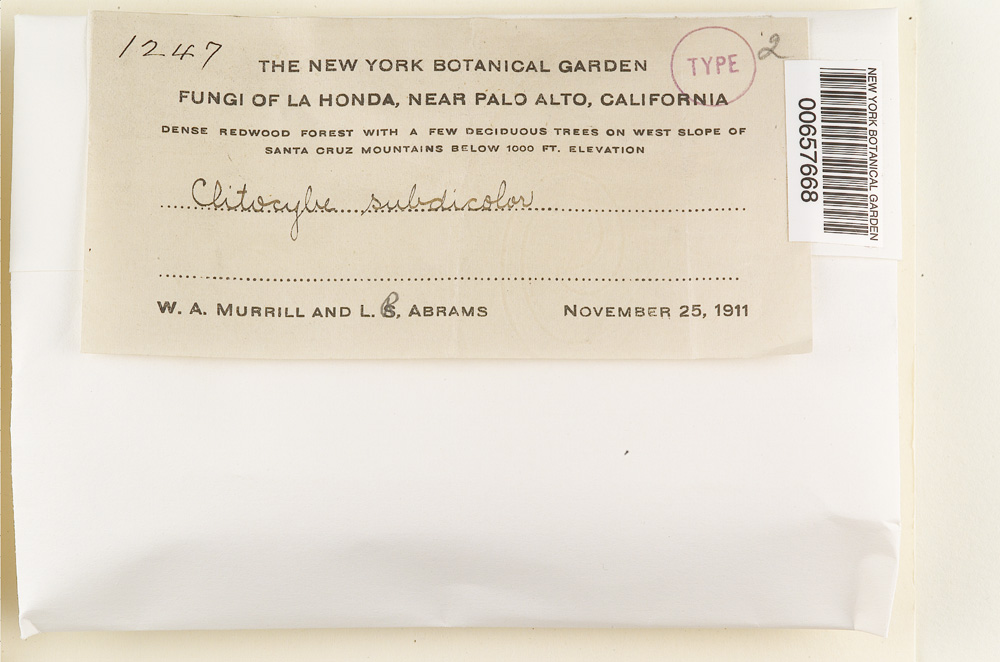 1247
TYPE 2
THE NEW YORK BOTANICAL GARDEN
FUNGI OF LA HONDA, NEAR PALO ALTO, CALIFORNIA
DENSE REDWOOD FOREST WITH A FEW DECIDUOUS TREES ON WEST SLOPE OF
SANTA CRUZ MOUNTAINS BELOW 1000 FT. ELEVATION
Clitocybe subdicolor
W. A. MURRILL AND L. R, ABRAMS NOVEMBER 25, 1911
00657668
NEW YORK BOTANICAL GARDEN